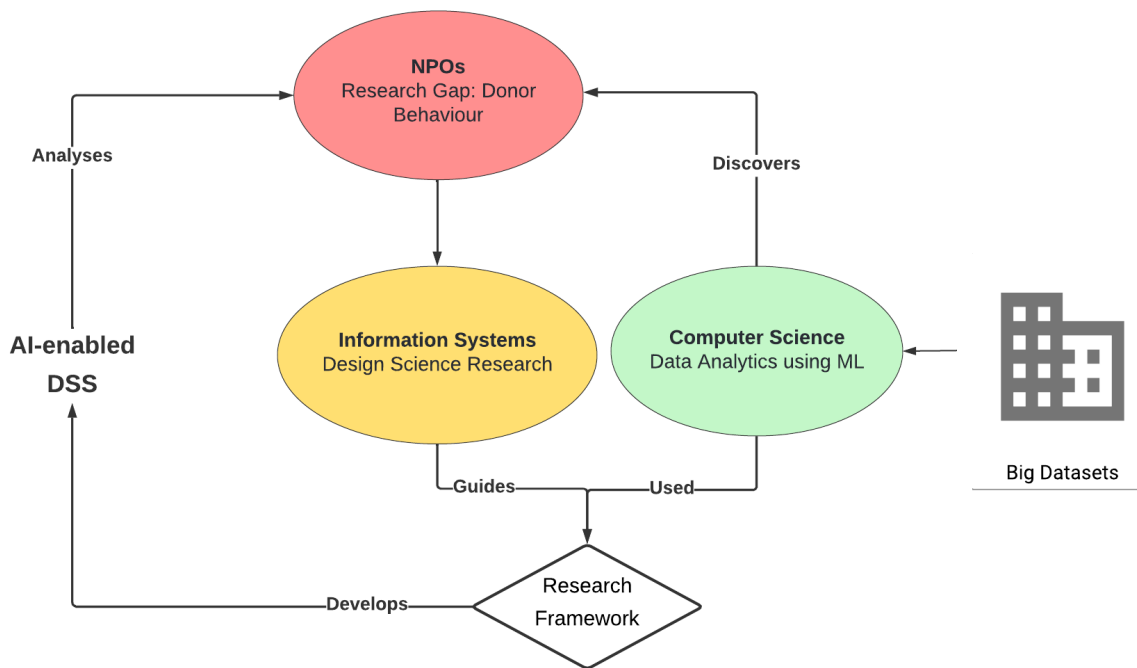 NPOs
Research Gap: Donor
Behaviour
Analyses
Discovers
Information Systems
Design Science Research
Computer Science
Data Analytics using ML
AI-enabled
DSS
Big Datasets
Guides
Used
Research
Framework
Develops